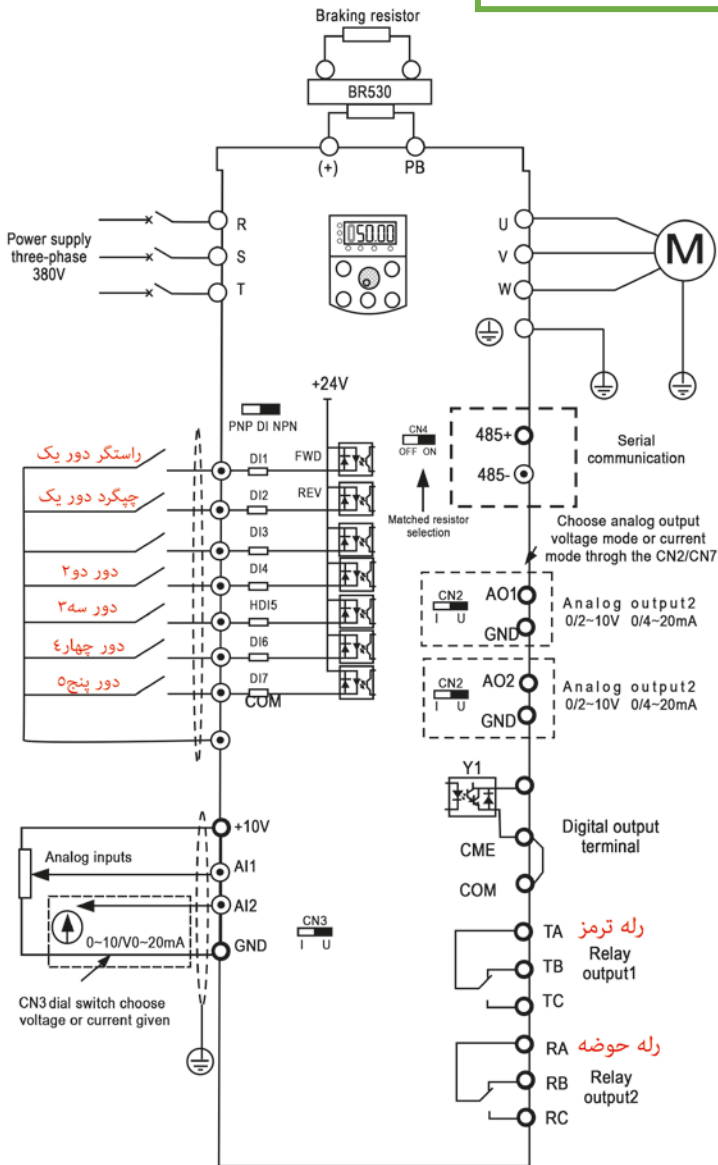 Braking resistor
BR530
(+)
PB
R
S
T
Power supply
three-phase
380V
50.00
U
V
W
M
+24V
PNP DI NPN
راستگر دور یک
DI1
FWD
چپگرد دور یک
DI2
REV
DI3
دور دو۲
DI4
دور سه۳
HDI5
دور چهار٤
DI6
دور پنج٥
DI7
COM
CN4
OFF ON
Matched resistor
selection
485+
485-
Serial
communication
Choose analog output
voltage mode or current
mode throgh the CN2/CN7
CN2
I U
AO1
GND
Analog output2
0/2~10V 0/4~20mA
CN2
I U
AO2
GND
Analog output2
0/2~10V 0/4~20mA
Y1
CME
COM
Digital output
terminal
+10V
Analog inputs
AI1
AI2
0~10/V0~20mA
GND
CN3
I U
CN3 dial switch choose
voltage or current given
TA
رله ترمز
TB
Relay
output1
TC
RA
رله حوضه
RB
Relay
output2
RC